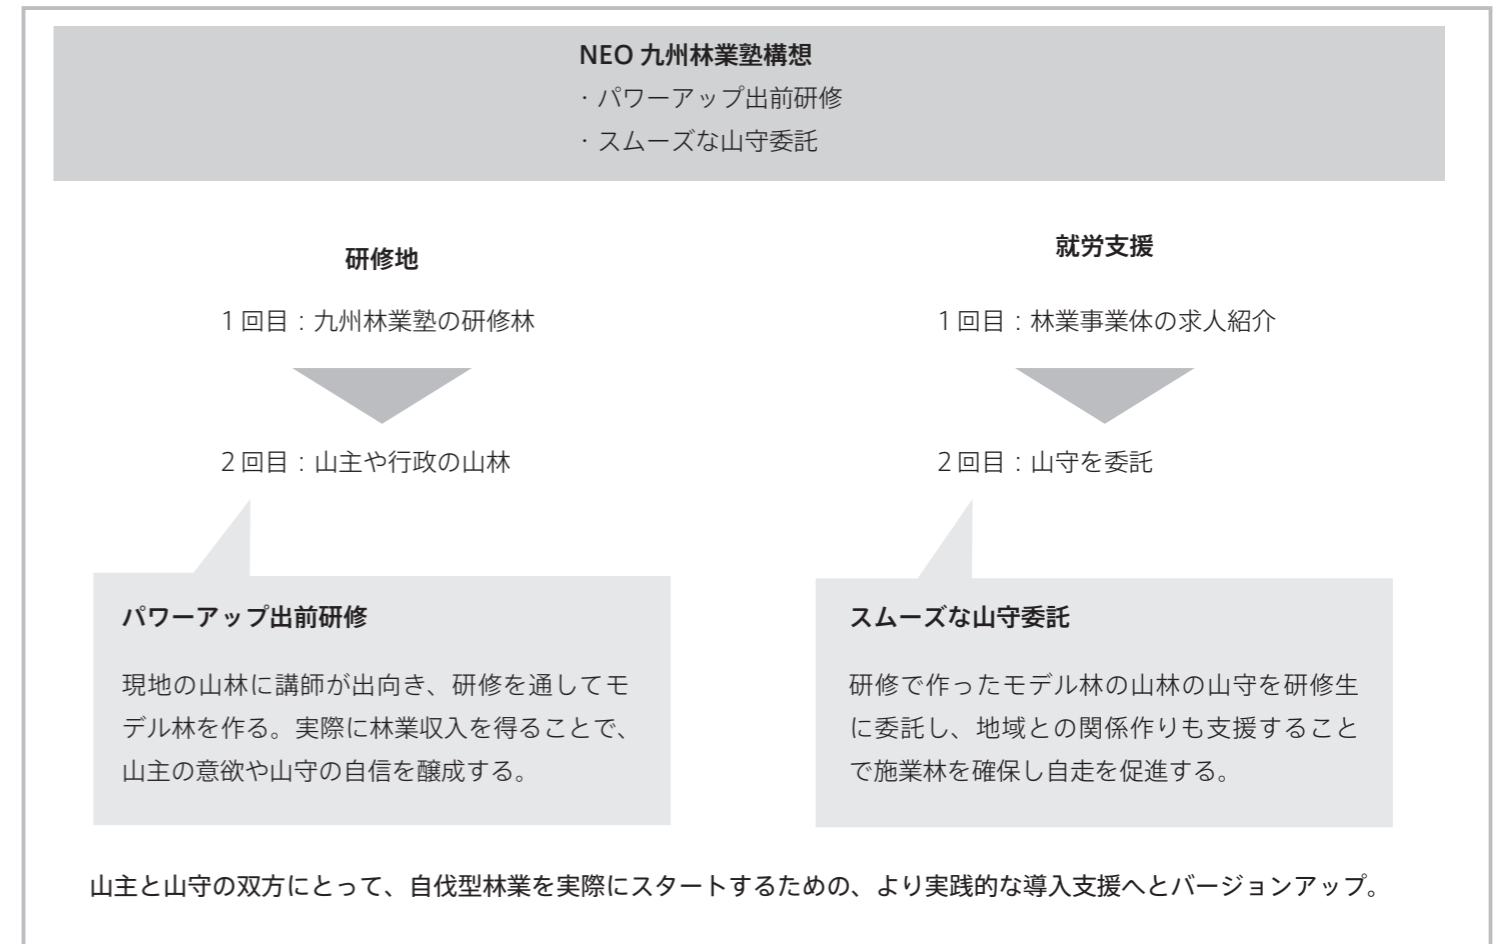 NEO 九州林業塾構想
・パワーアップ出前研修
・スムーズな山守委託
研修地
1回目：九州林業塾の研修林
2回目：山主や行政の山林
パワーアップ出前研修
現地の山林に講師が出向き、研修を通してモ
デル林を作る。実際に林業収入を得ることで、
山主の意欲や山守の自信を醸成する。
就労支援
1回目：林業事業体の求人紹介
2回目：山守を委託
スムーズな山守委託
研修で作ったモデル林の山林の山守を研修生
に委託し、地域との関係作りも支援すること
で施業林を確保し自走を促進する。
山主と山守の双方にとって、自伐型林業を実際にスタートするための、より実践的な導入支援へとバージョンアップ。